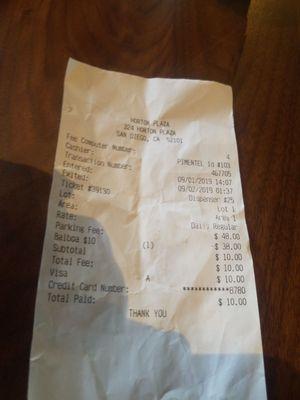 HORTON PLAZA
324 HORTON PLAZA
SAN DIEGO, CA 92101
Fee Computer Number: 4
Cashier: PIMENTEL id #101
Transaction Number: 467705
Entered: 09/01/2019 14:07
Exited: 09/02/2019 01:37
Ticket #39130 Dispenser #25
Lot: Lot 1
Area: Area 1
Rate: Daily Regular
Parking Fee: $ 48.00
Balboa $10 (1) $ 38.00
Subtotal $ 10.00
Total Fee: $ 10.00
Visa A $ 10.00
Credit Card Number: ************8780
Total Paid: $ 10.00
THANK YOU